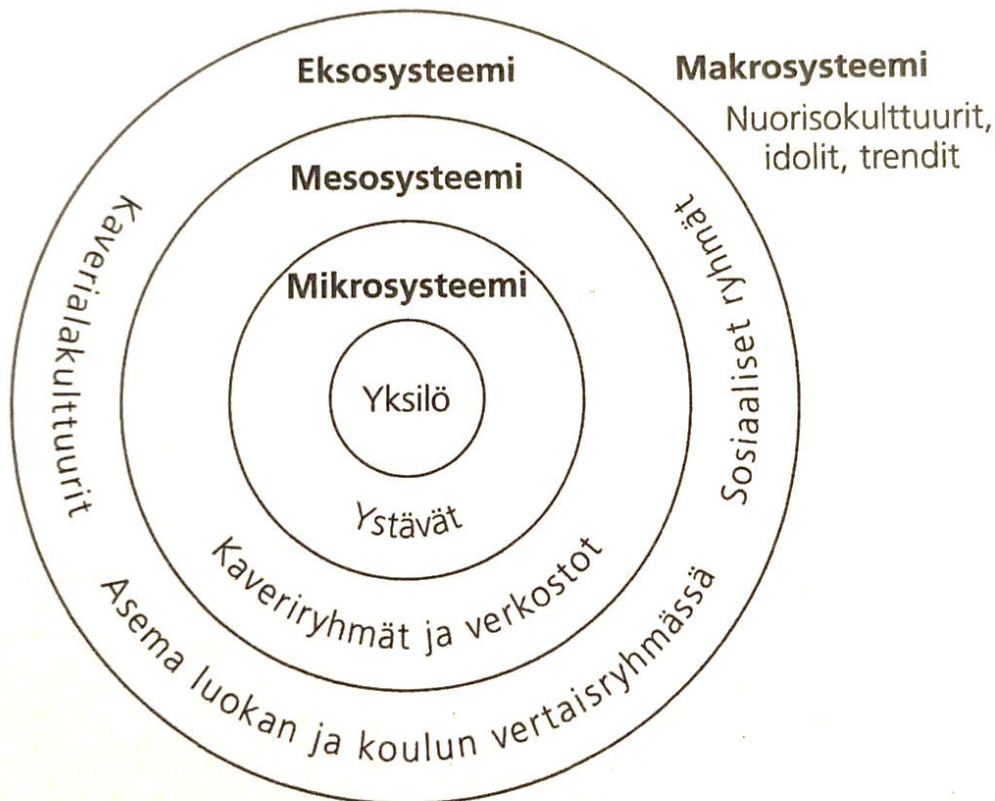 Eksosysteemi
Makrosysteemi
Nuorisokulttuurit,
idolit, trendit
Mesosysteemi
Mikrosysteemi
Yksilö
Ystävät
Kaveriryhmät ja verkostot
Kaverialakulttuurit
Sosiaaliset ryhmät
Asema luokan ja koulun vertaisryhmässä